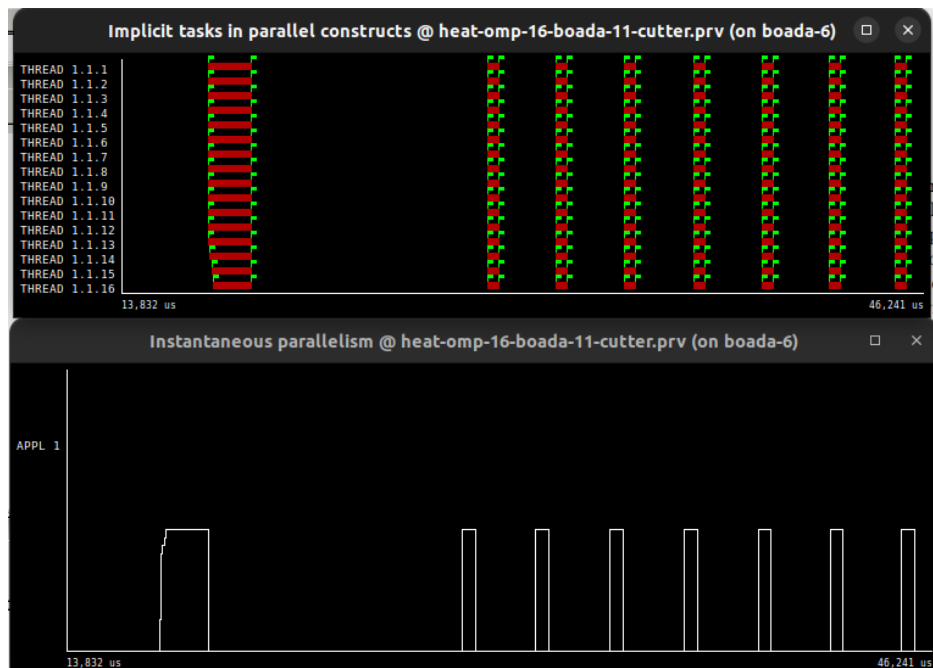 Implicit tasks in parallel constructs @ heat-omp-16-boada-11-cutter.prv (on boada-6)
THREAD 1.1.1
THREAD 1.1.2
THREAD 1.1.3
THREAD 1.1.4
THREAD 1.1.5
THREAD 1.1.6
THREAD 1.1.7
THREAD 1.1.8
THREAD 1.1.9
THREAD 1.1.10
THREAD 1.1.11
THREAD 1.1.12
THREAD 1.1.13
THREAD 1.1.14
THREAD 1.1.15
THREAD 1.1.16
13,832 us 46,241 us
Instantaneous parallelism @ heat-omp-16-boada-11-cutter.prv (on boada-6)
APPL 1
13,832 us 46,241 us